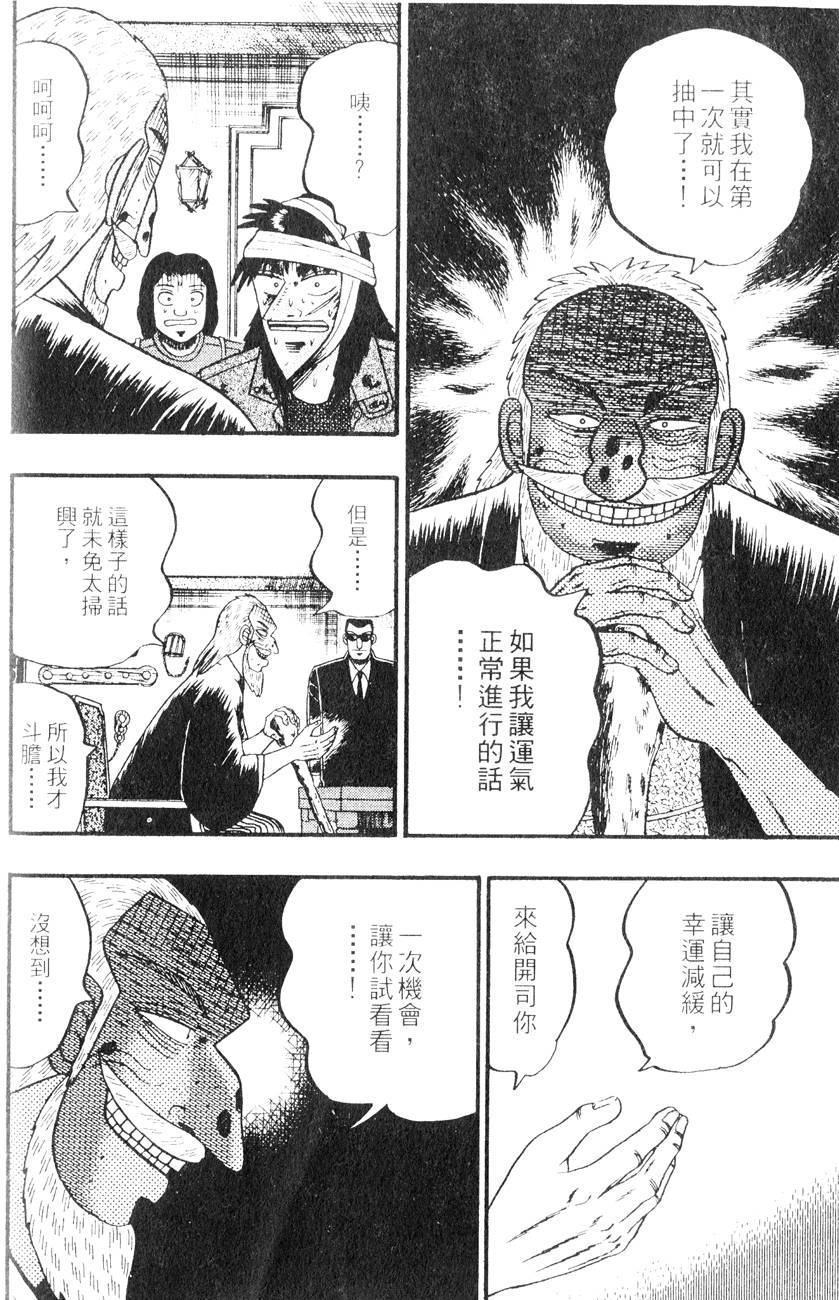 其實我在第
一次就可以
抽中了…！
如果我讓運氣
正常進行的話
……！
咦……？
呵呵呵……
但是……
這樣子的話
就未免太掃
興了，
所以我才
斗膽……
讓自己的
幸運減緩，
來給開司你
一次機會，
讓你試看看
……！
沒想到……